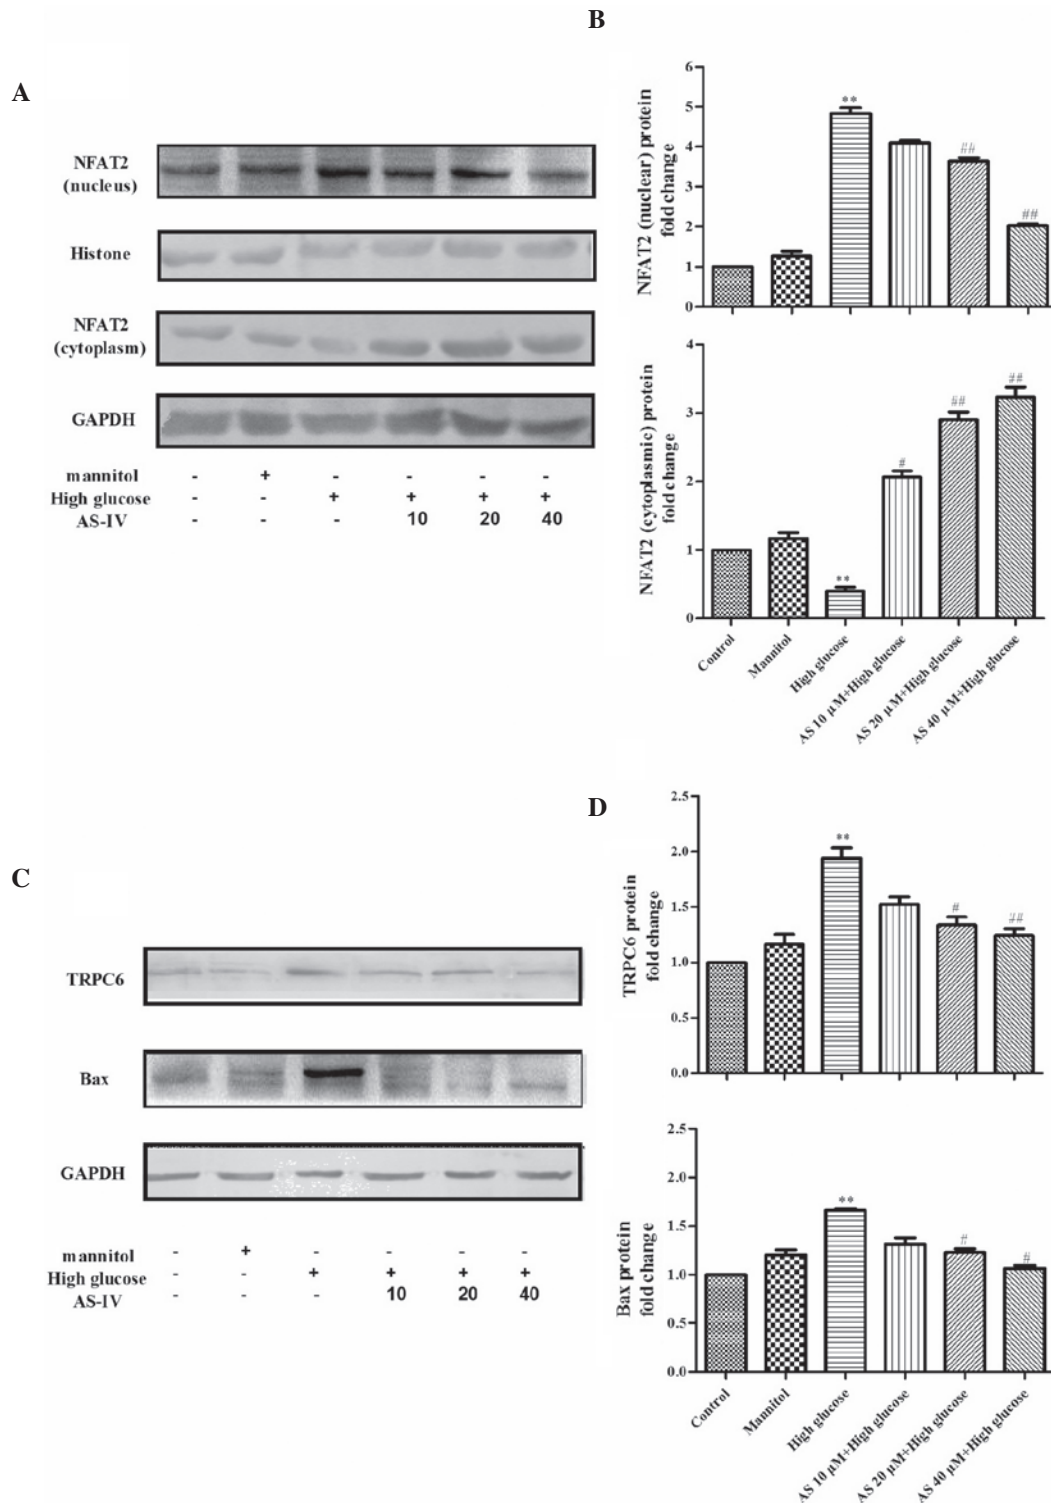 A
NFAT2
(nucleus)
Histone
NFAT2
(cytoplasm)
GAPDH
mannitol - + - - - -
High glucose - - + + + +
AS-IV - - - 10 20 40
B
NFAT2 (nuclear) protein
fold change
6
5
4
3
2
1
0
**
##
##
NFAT2 (cytoplasmic) protein
fold change
4
3
2
1
0
**
#
##
##
Control
Mannitol
High glucose
AS 10 µM+High glucose
AS 20 µM+High glucose
AS 40 µM+High glucose
C
TRPC6
Bax
GAPDH
mannitol - + - - - -
High glucose - - + + + +
AS-IV - - - 10 20 40
D
TRPC6 protein
fold change
2.5
2.0
1.5
1.0
0.5
0.0
**
#
##
Bax protein
fold change
2.5
2.0
1.5
1.0
0.5
0.0
**
#
#
Control
Mannitol
High glucose
AS 10 µM+High glucose
AS 20 µM+High glucose
AS 40 µM+High glucose